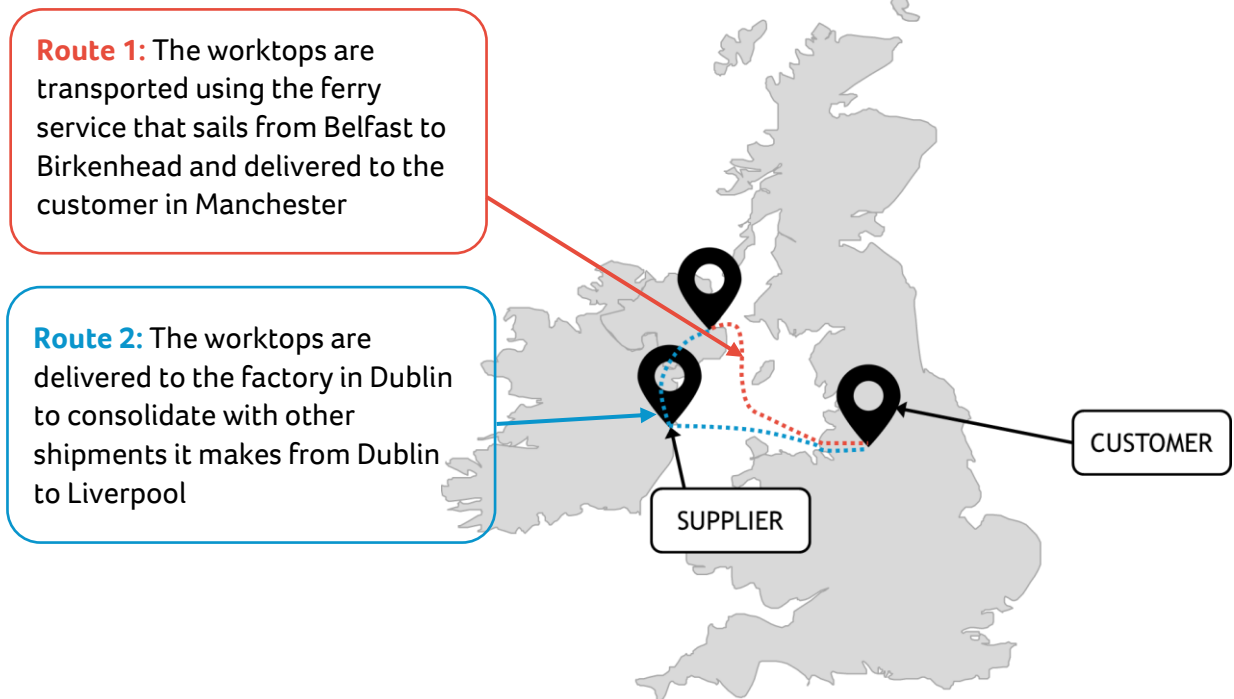 Route 1: The worktops are
transported using the ferry
service that sails from Belfast to
Birkenhead and delivered to the
customer in Manchester
Route 2: The worktops are
delivered to the factory in Dublin
to consolidate with other
shipments it makes from Dublin
to Liverpool
CUSTOMER
SUPPLIER